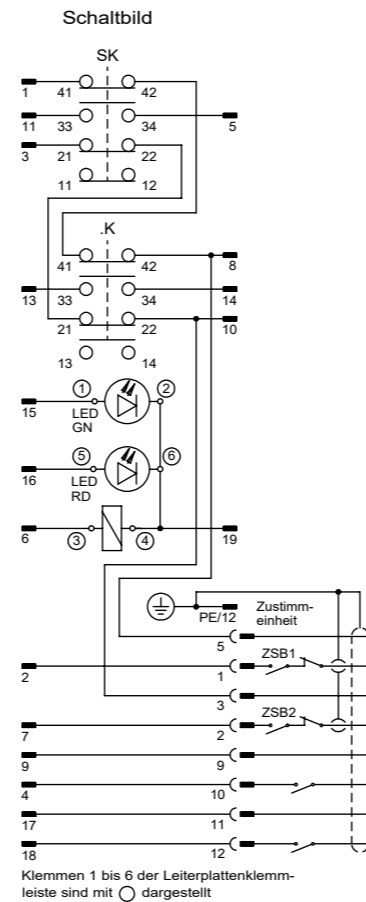 Schaltbild
SK
1 41 42
11 33 34 5
3 21 22
11 12
.K
41 42 8
13 33 34 14
21 22 10
13 14
① ②
15 LED
GN
⑤ ⑥
16 LED
RD
6 ③ ④ 19
PE/12 Zustimm-
einheit
5
2 1 ZSB1
3
7 2 ZSB2
9 9
4 10
17 11
18 12
Klemmen 1 bis 6 der Leiterplattenklemm-
leiste sind mit ◯ dargestellt